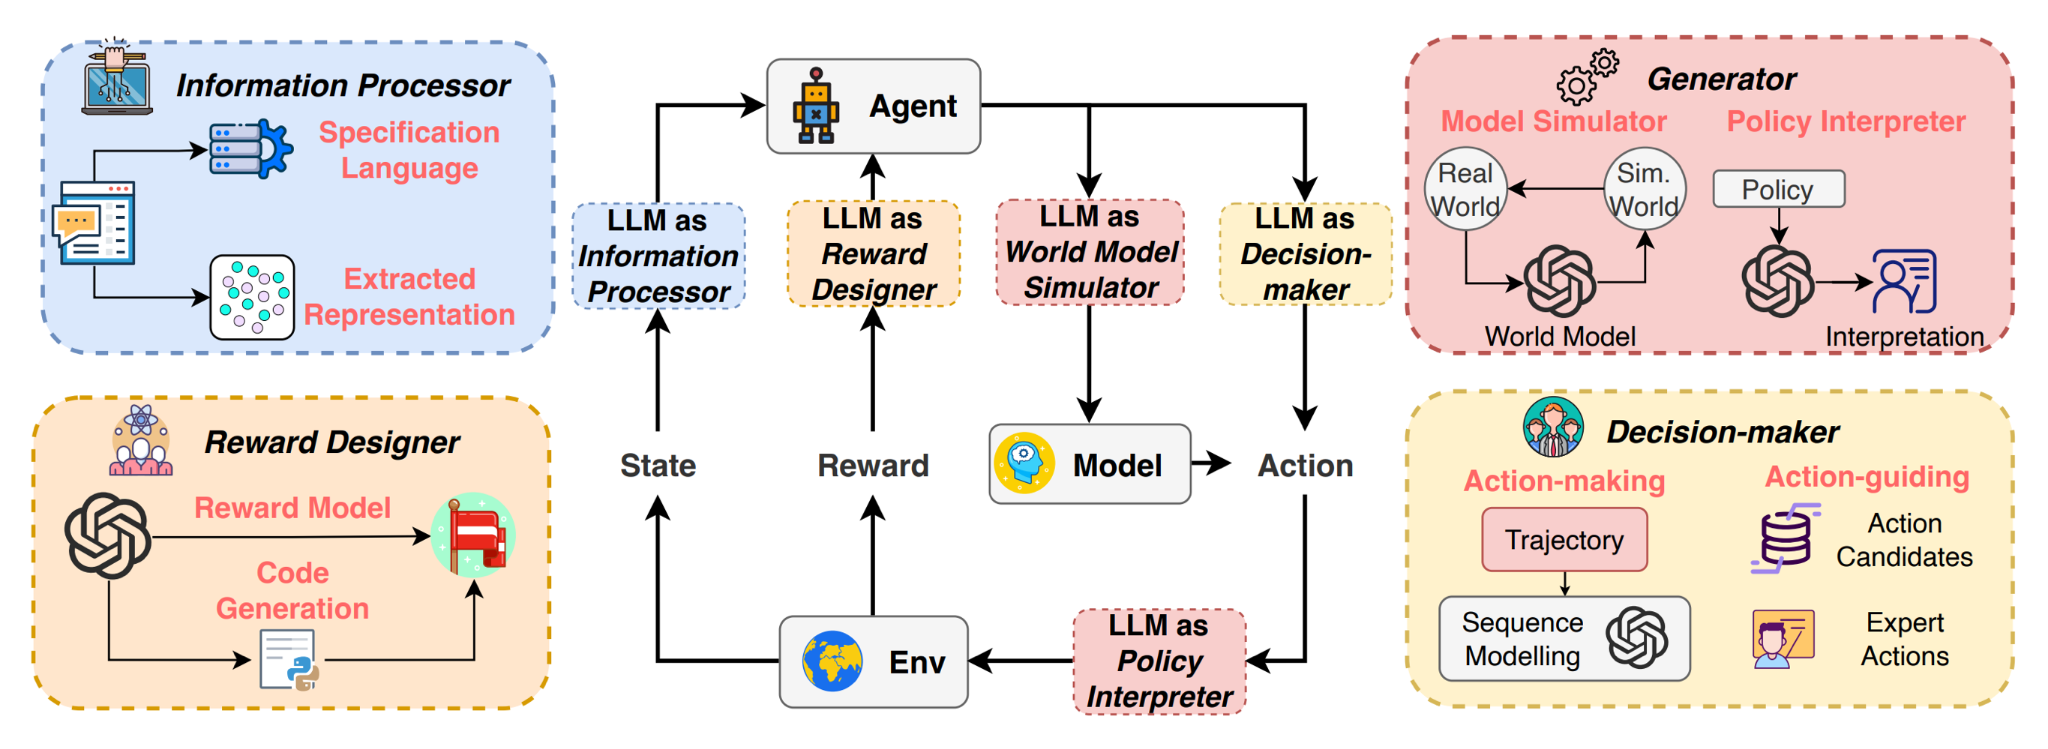 Information Processor
Specification
Language
Extracted
Representation
Reward Designer
Reward Model
Code
Generation
Agent
LLM as
Information
Processor
LLM as
Reward
Designer
LLM as
World Model
Simulator
LLM as
Decision-
maker
State
Reward
Model
Action
Env
LLM as
Policy
Interpreter
Generator
Model Simulator
Policy Interpreter
Real
World
Sim.
World
World Model
Policy
Interpretation
Decision-maker
Action-making
Action-guiding
Trajectory
Sequence
Modelling
Action
Candidates
Expert
Actions